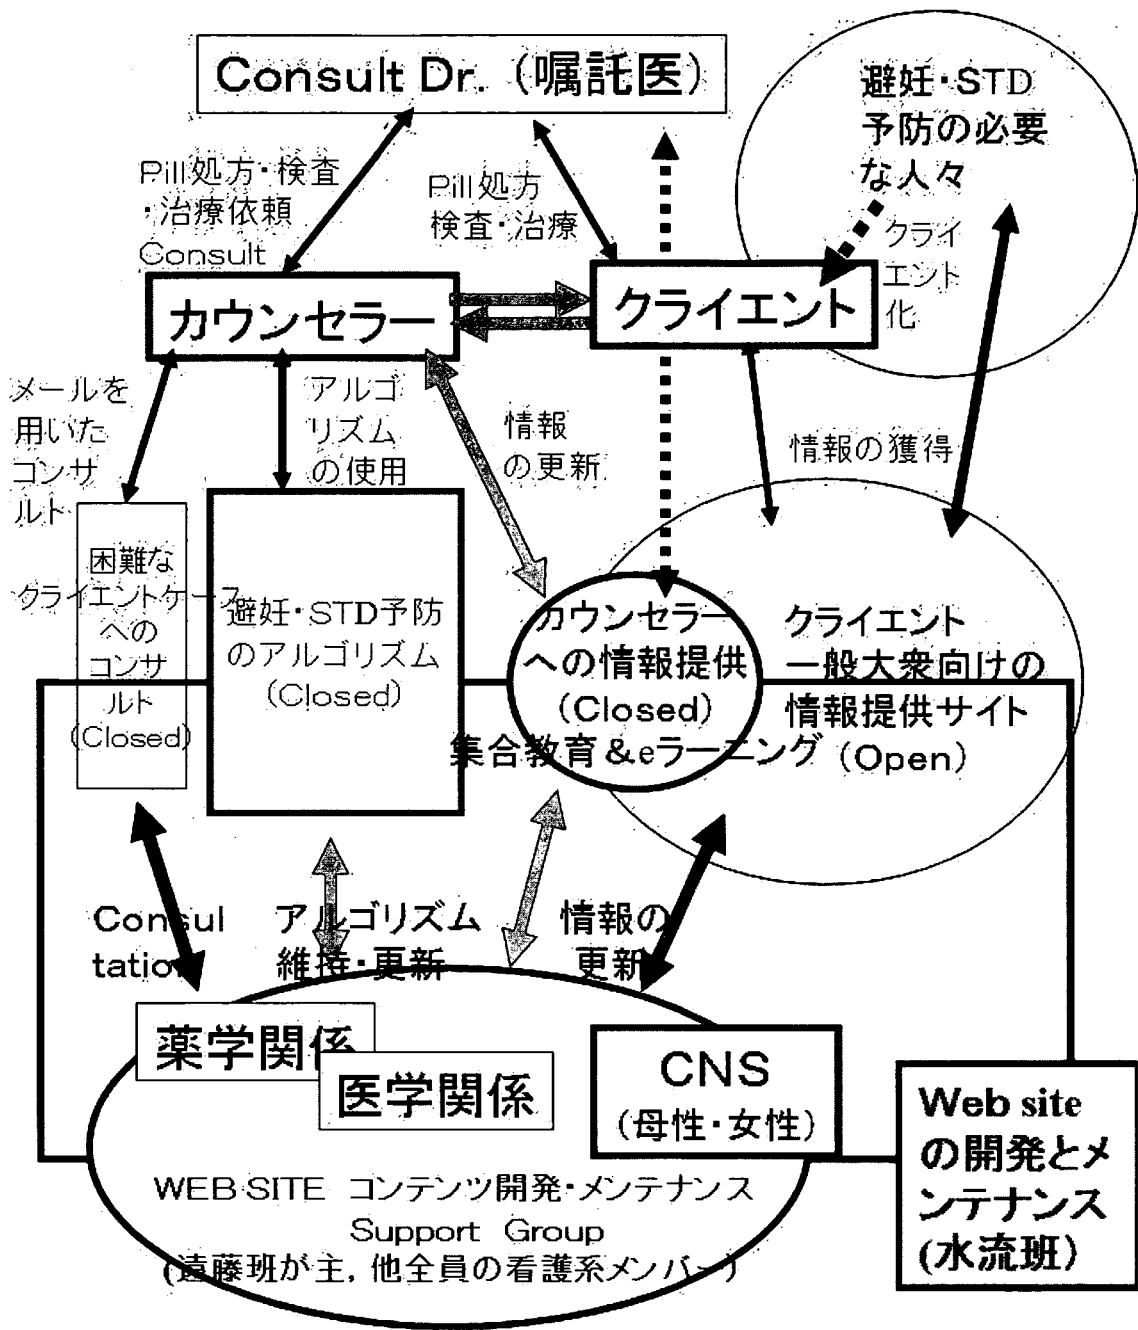 Consult Dr.（嘱託医）
避妊・STD
予防の必要
な人々
Pill処方・検査
・治療依頼
Consult
Pill処方
検査・治療
クライ
エント
化
カウンセラー
クライエント
メールを
用いた
コンサ
ルト
アルゴ
リズム
の使用
情報
の更新
情報の獲得
困難な
クライエントケース
への
コンサ
ルト
(Closed)
避妊・STD予防
のアルゴリズム
（Closed）
カウンセラー
への情報提供
（Closed）
集合教育＆eラーニング
クライエント
一般大衆向けの
情報提供サイト
（Open）
Consul
tation
アルゴリズム
維持・更新
情報の
更新
薬学関係
医学関係
CNS
（母性・女性）
WEB SITE コンテンツ開発・メンテナンス
Support Group
（遠藤班が主，他全員の看護系メンバー）
Web site
の開発とメ
ンテナンス
(水流班）